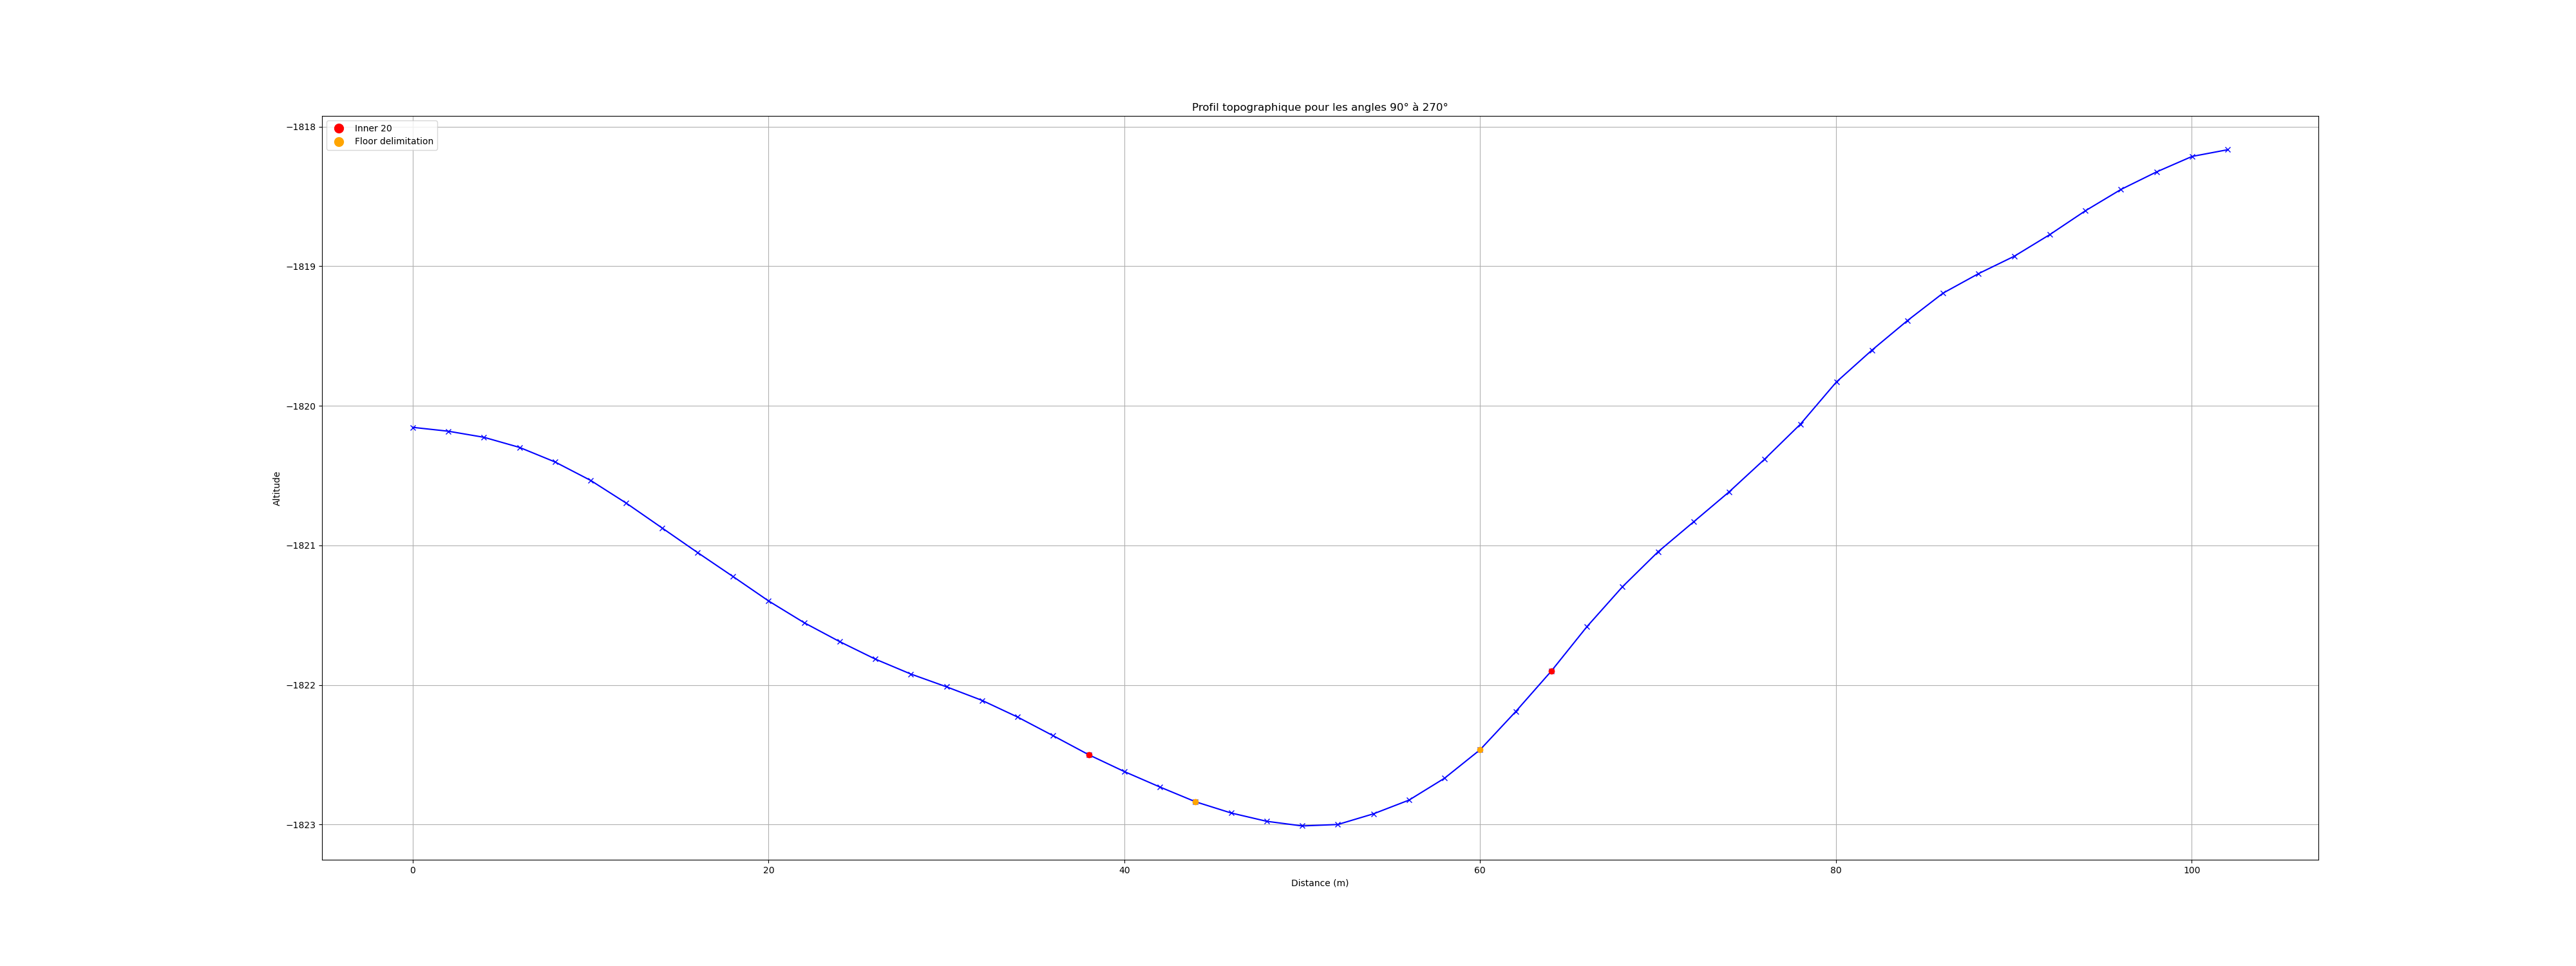 Profil topographique pour les angles 90° à 270°
Inner 20
Floor delimitation
−1818
−1819
−1820
−1821
−1822
−1823
Altitude
0 20 40 60 80 100
Distance (m)